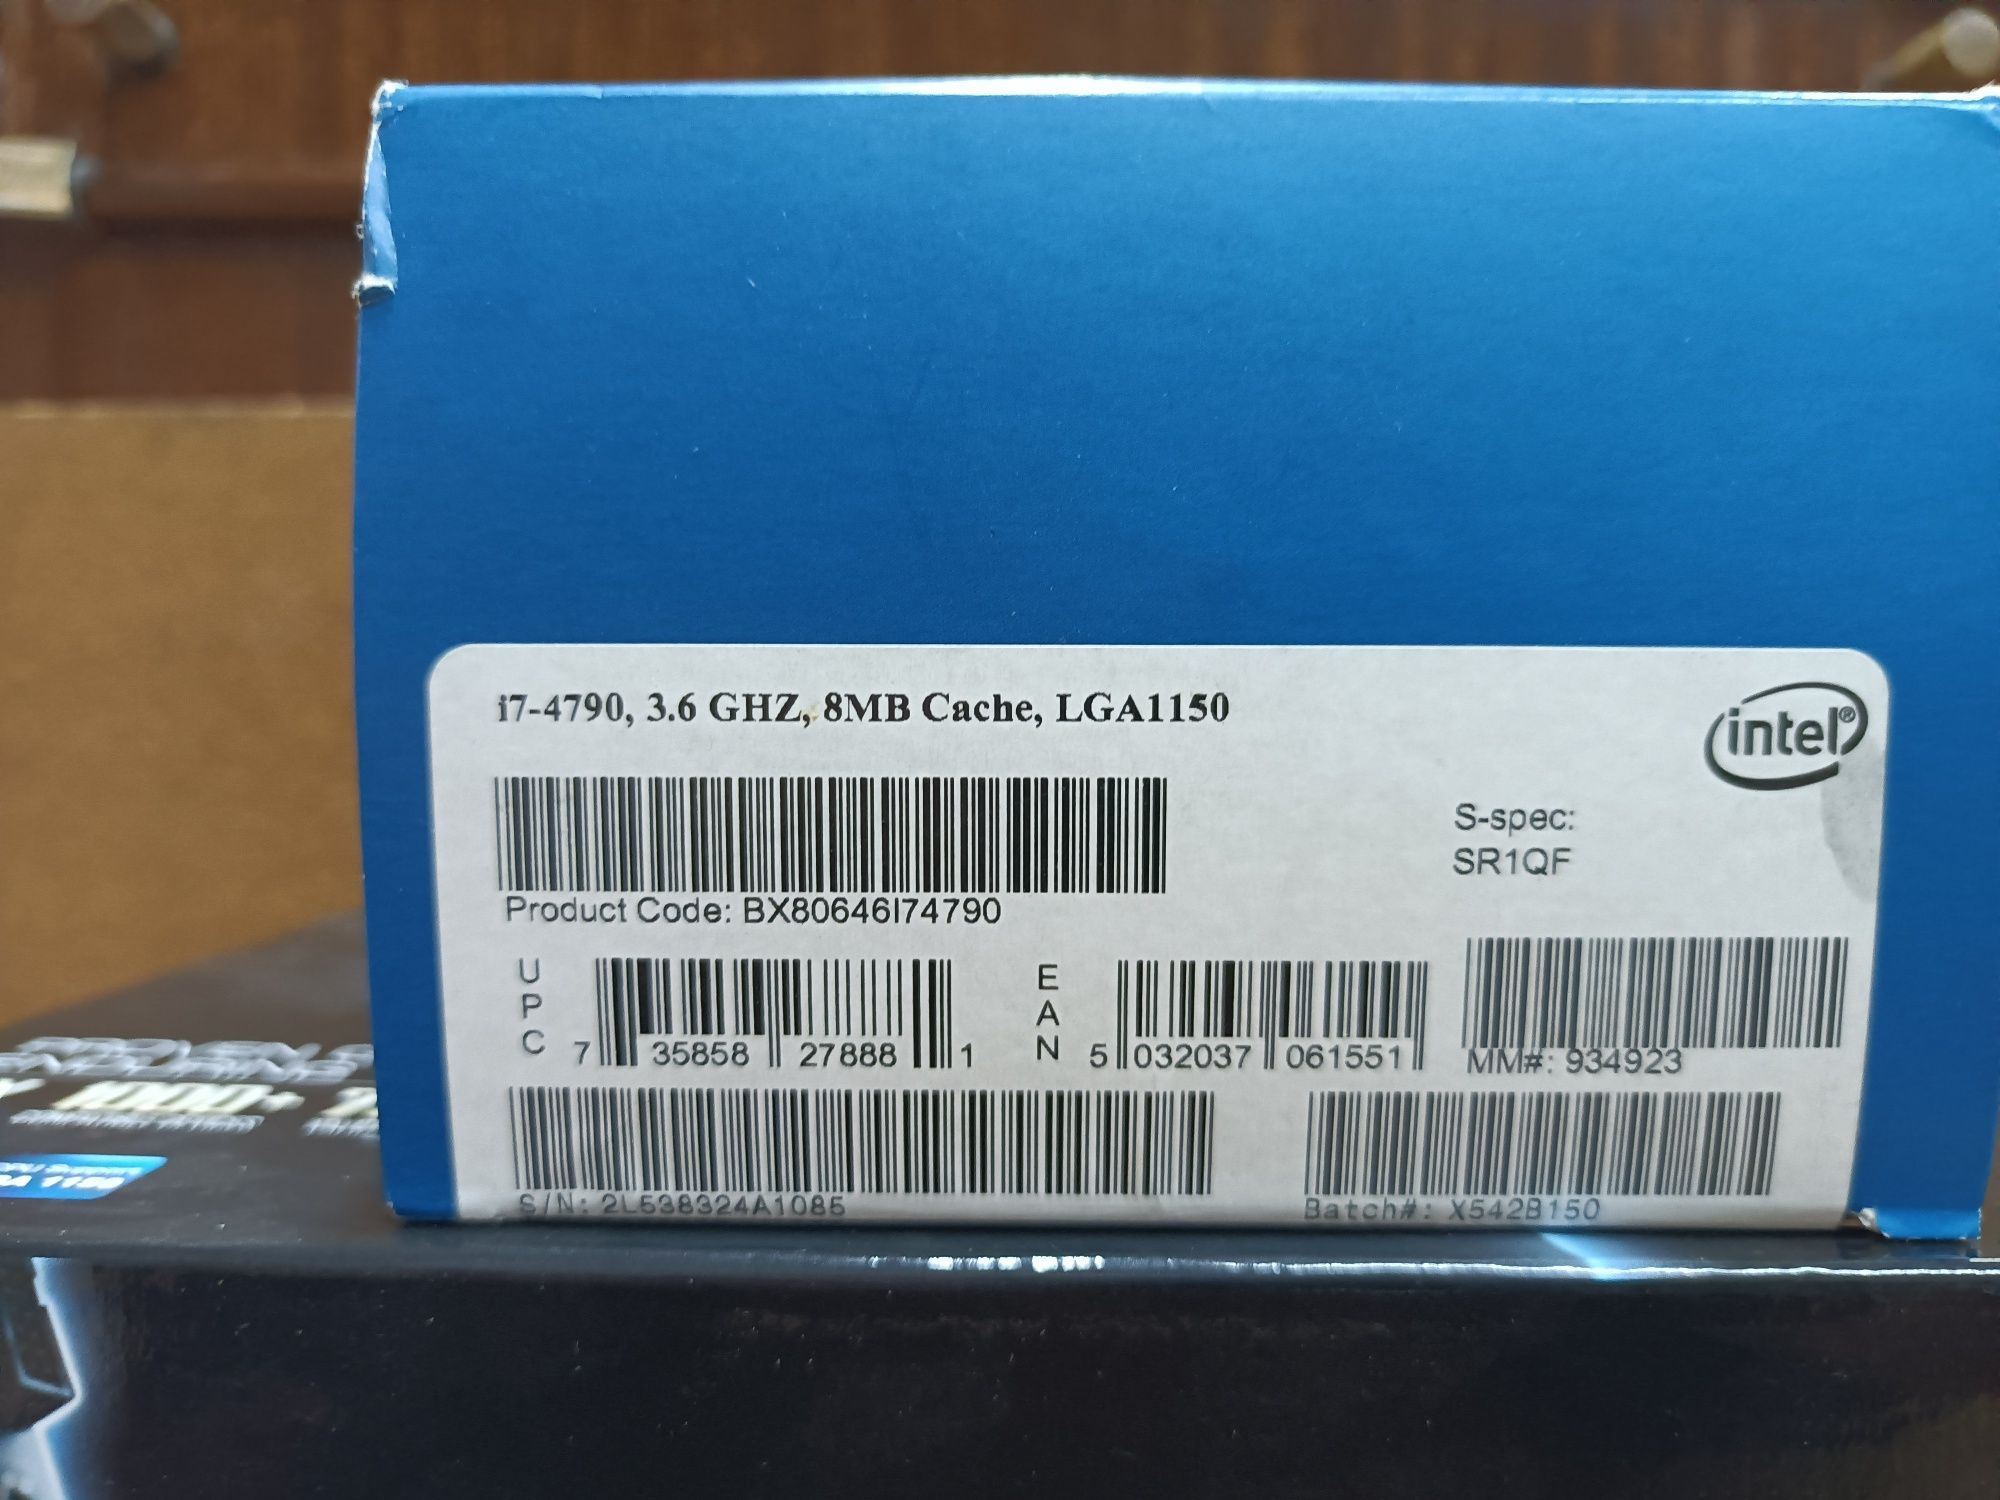 i7-4790, 3.6 GHZ, 8MB Cache, LGA1150
intel®
S-spec:
SR1QF
Product Code: BX80646I74790
UPC 7 35858 27888 1
EAN 5 032037 061551
MM#: 934923
S/N: 2L538324A1085
Batch#: X542B150
1000+